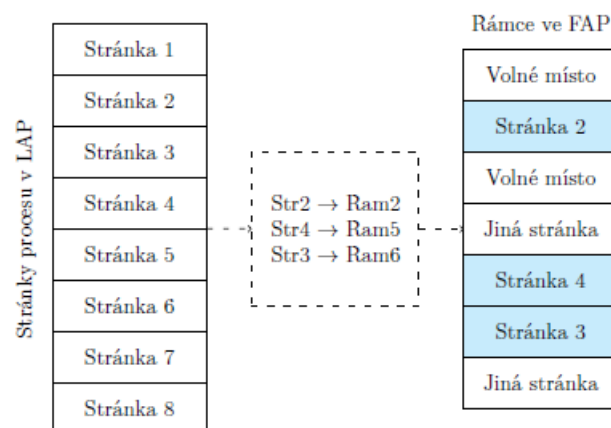 Stránky procesu v LAP
Stránka 1
Stránka 2
Stránka 3
Stránka 4
Stránka 5
Stránka 6
Stránka 7
Stránka 8
Str2 → Ram2
Str4 → Ram5
Str3 → Ram6
Rámce ve FAP
Volné místo
Stránka 2
Volné místo
Jiná stránka
Stránka 4
Stránka 3
Jiná stránka